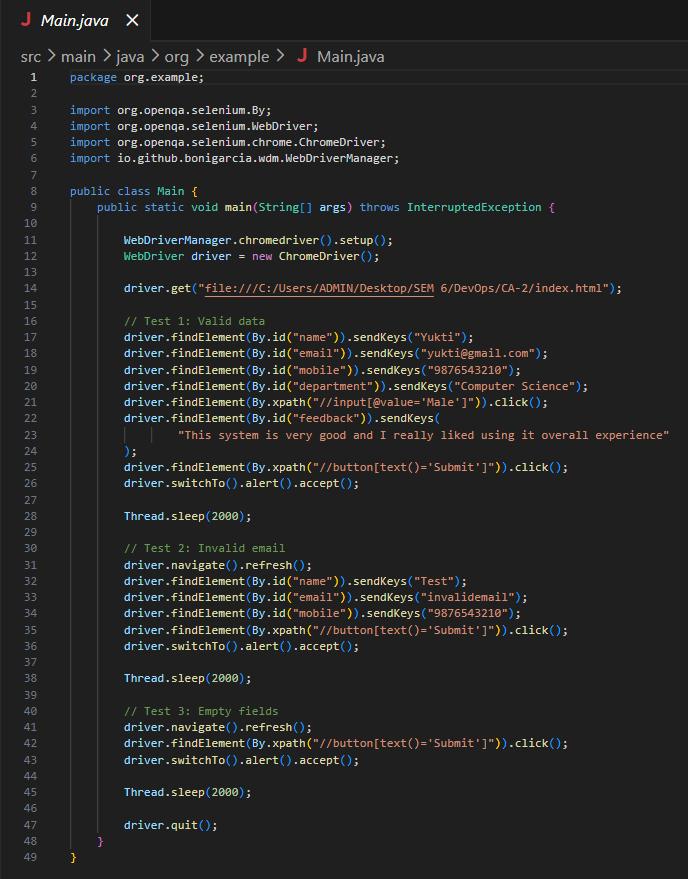 J Main.java ×
src > main > java > org > example > J Main.java
1 package org.example;
2
3 import org.openqa.selenium.By;
4 import org.openqa.selenium.WebDriver;
5 import org.openqa.selenium.chrome.ChromeDriver;
6 import io.github.bonigarcia.wdm.WebDriverManager;
7
8 public class Main {
9     public static void main(String[] args) throws InterruptedException {
10
11         WebDriverManager.chromedriver().setup();
12         WebDriver driver = new ChromeDriver();
13
14         driver.get("file:///C:/Users/ADMIN/Desktop/SEM 6/DevOps/CA-2/index.html");
15
16         // Test 1: Valid data
17         driver.findElement(By.id("name")).sendKeys("Yukti");
18         driver.findElement(By.id("email")).sendKeys("yukti@gmail.com");
19         driver.findElement(By.id("mobile")).sendKeys("9876543210");
20         driver.findElement(By.id("department")).sendKeys("Computer Science");
21         driver.findElement(By.xpath("//input[@value='Male']")).click();
22         driver.findElement(By.id("feedback")).sendKeys(
23                 "This system is very good and I really liked using it overall experience"
24         );
25         driver.findElement(By.xpath("//button[text()='Submit']")).click();
26         driver.switchTo().alert().accept();
27
28         Thread.sleep(2000);
29
30         // Test 2: Invalid email
31         driver.navigate().refresh();
32         driver.findElement(By.id("name")).sendKeys("Test");
33         driver.findElement(By.id("email")).sendKeys("invalidemail");
34         driver.findElement(By.id("mobile")).sendKeys("9876543210");
35         driver.findElement(By.xpath("//button[text()='Submit']")).click();
36         driver.switchTo().alert().accept();
37
38         Thread.sleep(2000);
39
40         // Test 3: Empty fields
41         driver.navigate().refresh();
42         driver.findElement(By.xpath("//button[text()='Submit']")).click();
43         driver.switchTo().alert().accept();
44
45         Thread.sleep(2000);
46
47         driver.quit();
48     }
49 }